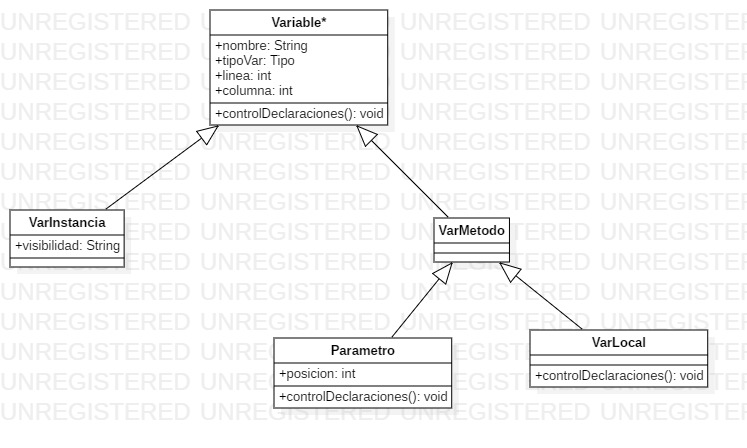 Variable*
+nombre: String
+tipoVar: Tipo
+linea: int
+columna: int
+controlDeclaraciones(): void
VarInstancia
+visibilidad: String
VarMetodo
Parametro
+posicion: int
+controlDeclaraciones(): void
VarLocal
+controlDeclaraciones(): void
UNREGISTERED UNREGISTERED UNREGISTERED UNREGISTERED